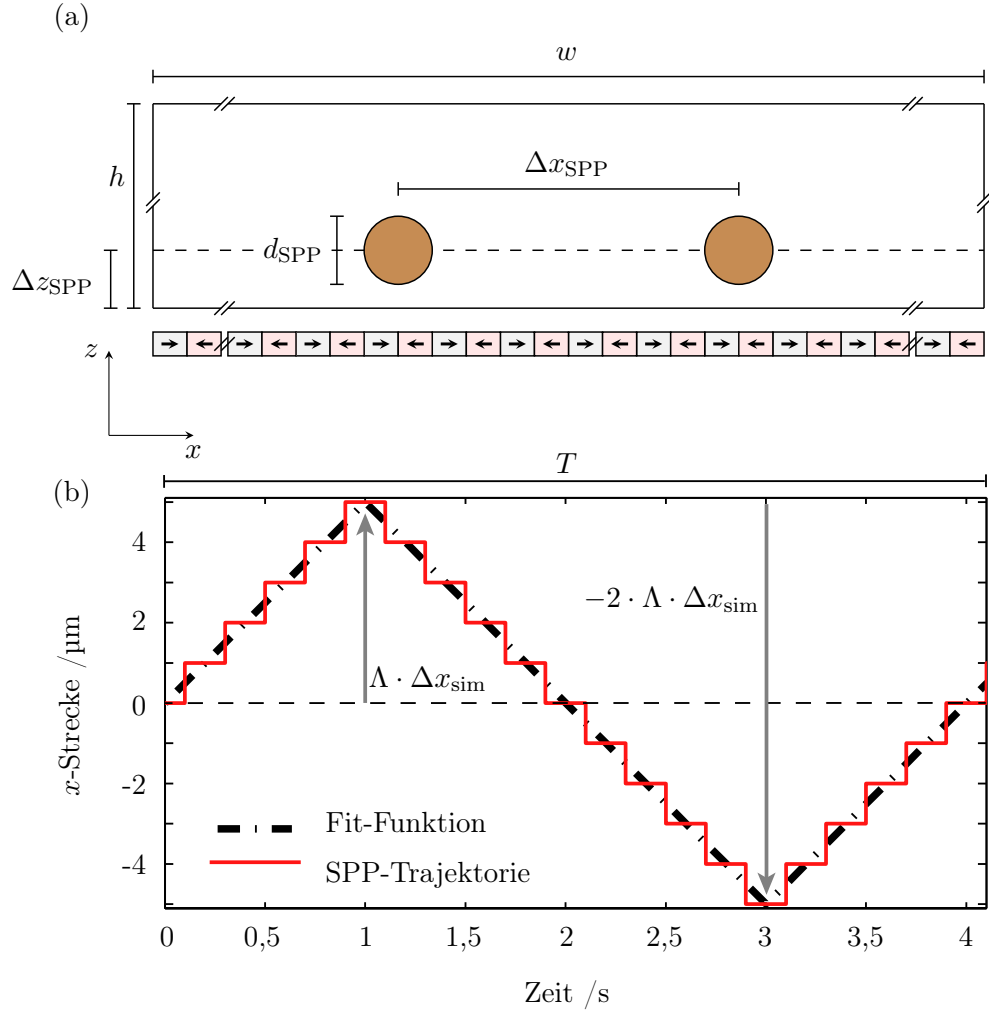 (a)
w
h
Δx_SPP
d_SPP
Δz_SPP
z
x
T
(b)
4
2
0
-2
-4
x-Strecke /µm
Λ · Δx_sim
−2 · Λ · Δx_sim
Fit-Funktion
SPP-Trajektorie
0 0,5 1 1,5 2 2,5 3 3,5 4
Zeit /s